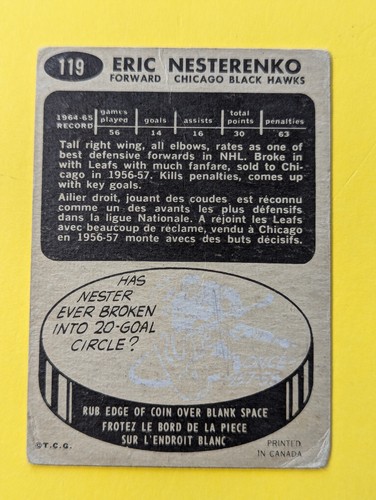 119 ERIC NESTERENKO
FORWARD CHICAGO BLACK HAWKS
1964-65 RECORD games played goals assists total points penalties
56 14 16 30 63
Tall right wing, all elbows, rates as one of
best defensive forwards in NHL. Broke in
with Leafs with much fanfare, sold to Chi-
cago in 1956-57. Kills penalties, comes up
with key goals.
Ailier droit, jouant des coudes est reconnu
comme un des avants les plus défensifs
dans la ligue Nationale. A réjoint les Leafs
avec beaucoup de réclame, vendu à Chicago
en 1956-57 monte avecs des buts décisifs.
HAS
NESTER
EVER BROKEN
INTO 20-GOAL
CIRCLE?
RUB EDGE OF COIN OVER BLANK SPACE
FROTEZ LE BORD DE LA PIECE
SUR L'ENDROIT BLANC
© T.C.G.
PRINTED
IN CANADA